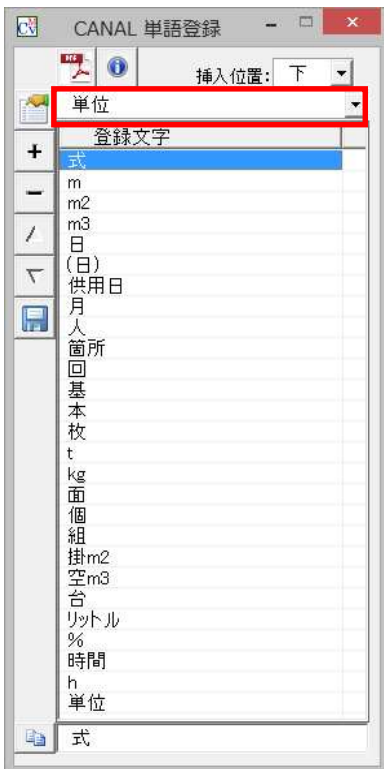 CANAL 単語登録
挿入位置: 下
単位
登録文字
式
m
m2
m3
日
(日)
供用日
月
人
箇所
回
基
本
枚
t
kg
面
個
組
掛m2
空m3
台
リットル
%
時間
h
単位
式